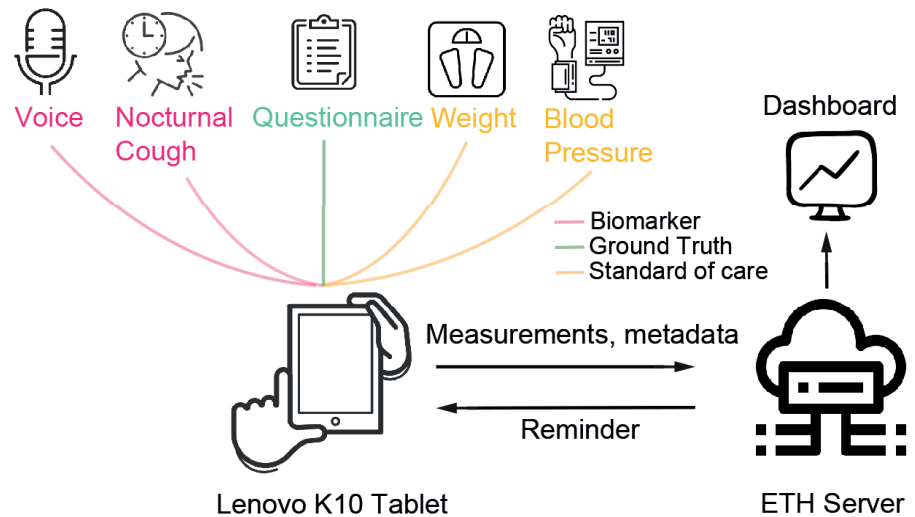 Voice
Nocturnal
Cough
Questionnaire
Weight
Blood
Pressure
Dashboard
Biomarker
Ground Truth
Standard of care
Measurements, metadata
Reminder
Lenovo K10 Tablet
ETH Server